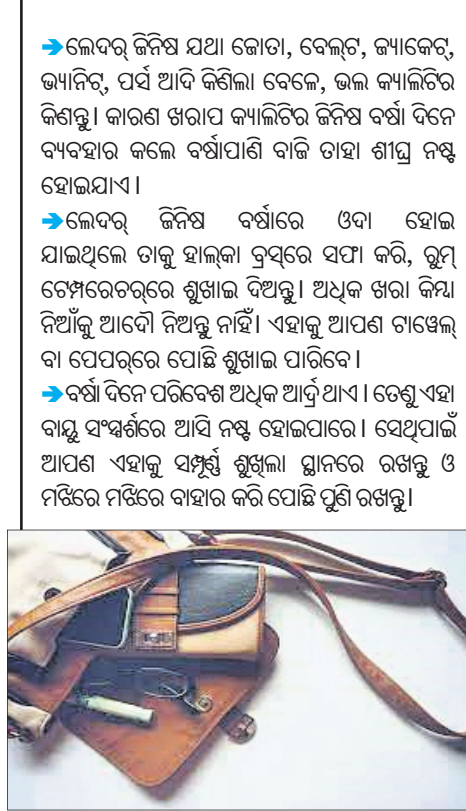 ➔ଲେଦର୍ ଜିନିଷ ଯଥା ଜୋତା, ବେଲ୍‌ଟ, ଜ୍ୟାକେଟ୍,
ଭ୍ୟାନିଟ୍, ପର୍ସ ଆଦି କିଣିଲା ବେଳେ, ଭଲ କ୍ୟାଲିଟିର
କିଣନ୍ତୁ। କାରଣ ଖରାପ କ୍ୟାଲିଟିର ଜିନିଷ ବର୍ଷା ଦିନେ
ବ୍ୟବହାର କଲେ ବର୍ଷାପାଣି ବାଜି ତାହା ଶୀଘ୍ର ନଷ୍ଟ
ହୋଇଯାଏ।
➔ଲେଦର୍ ଜିନିଷ ବର୍ଷାରେ ଓଦା ହୋଇ
ଯାଇଥିଲେ ତାକୁ ହାଲ୍‌କା ବ୍ରସ୍‌ରେ ସଫା କରି, ରୁମ୍
ଟେମ୍ପରେଚର୍‌ରେ ଶୁଖାଇ ଦିଅନ୍ତୁ। ଅଧିକ ଖରା କିମ୍ବା
ନିଆଁକୁ ଆଦୌ ନିଅନ୍ତୁ ନାହିଁ। ଏହାକୁ ଆପଣ ଟାୱେଲ୍
ବା ପେପର୍‌ରେ ପୋଛି ଶୁଖାଇ ପାରିବେ।
➔ବର୍ଷା ଦିନେ ପରିବେଶ ଅଧିକ ଆର୍ଦ୍ର ଥାଏ। ତେଣୁ ଏହା
ବାୟୁ ସଂସ୍ପର୍ଶରେ ଆସି ନଷ୍ଟ ହୋଇପାରେ। ସେଥିପାଇଁ
ଆପଣ ଏହାକୁ ସମ୍ପୂର୍ଣ୍ଣ ଶୁଖିଲା ସ୍ଥାନରେ ରଖନ୍ତୁ ଓ
ମଝିରେ ମଝିରେ ବାହାର କରି ପୋଛି ପୁଣି ରଖନ୍ତୁ।